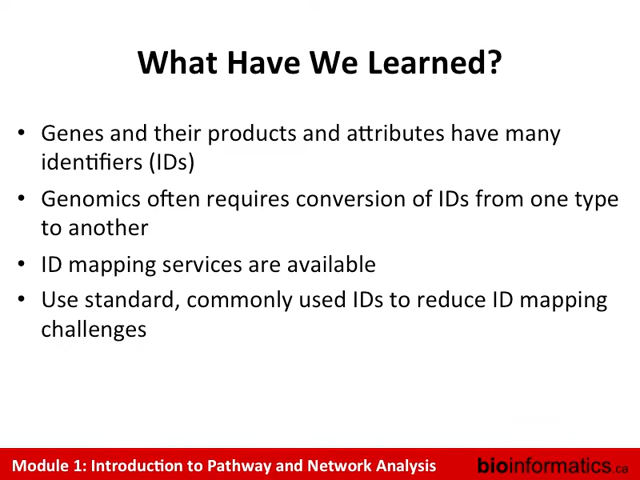 What Have We Learned?
• Genes and their products and attributes have many
identifiers (IDs)
• Genomics often requires conversion of IDs from one type
to another
• ID mapping services are available
• Use standard, commonly used IDs to reduce ID mapping
challenges
Module 1: Introduction to Pathway and Network Analysis
bioinformatics.ca